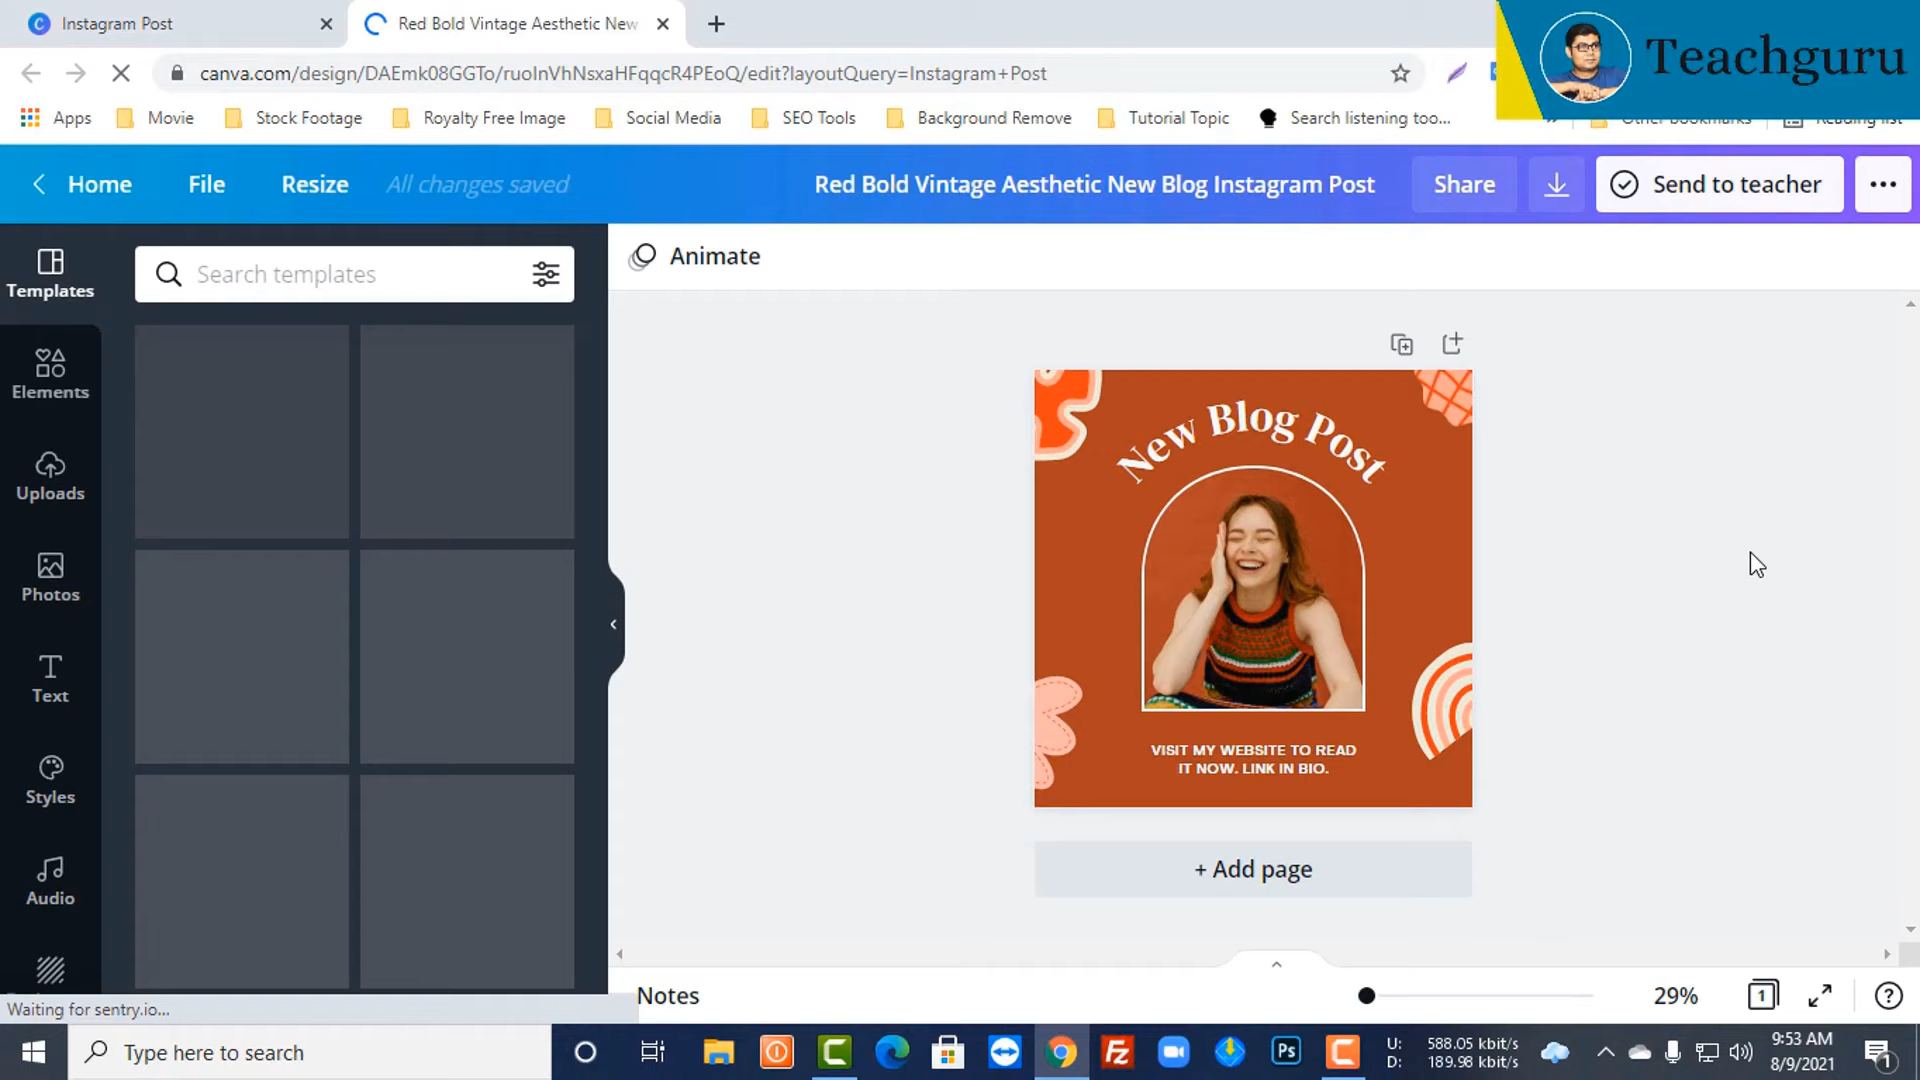 Instagram Post
Red Bold Vintage Aesthetic New
Teachguru
canva.com/design/DAEmk08GGTo/ruoInVhNsxaHFqqcR4PEoQ/edit?layoutQuery=Instagram+Post
Apps
Movie
Stock Footage
Royalty Free Image
Social Media
SEO Tools
Background Remove
Tutorial Topic
Search listening too...
Other bookmarks
Reading list
Home
File
Resize
All changes saved
Red Bold Vintage Aesthetic New Blog Instagram Post
Share
Send to teacher
Templates
Search templates
Animate
Elements
Uploads
Photos
Text
Styles
Audio
New Blog Post
VISIT MY WEBSITE TO READ
IT NOW. LINK IN BIO.
+ Add page
Waiting for sentry.io...
Notes
29%
1
Type here to search
U: 588.05 kbit/s
D: 189.98 kbit/s
9:53 AM
8/9/2021
1